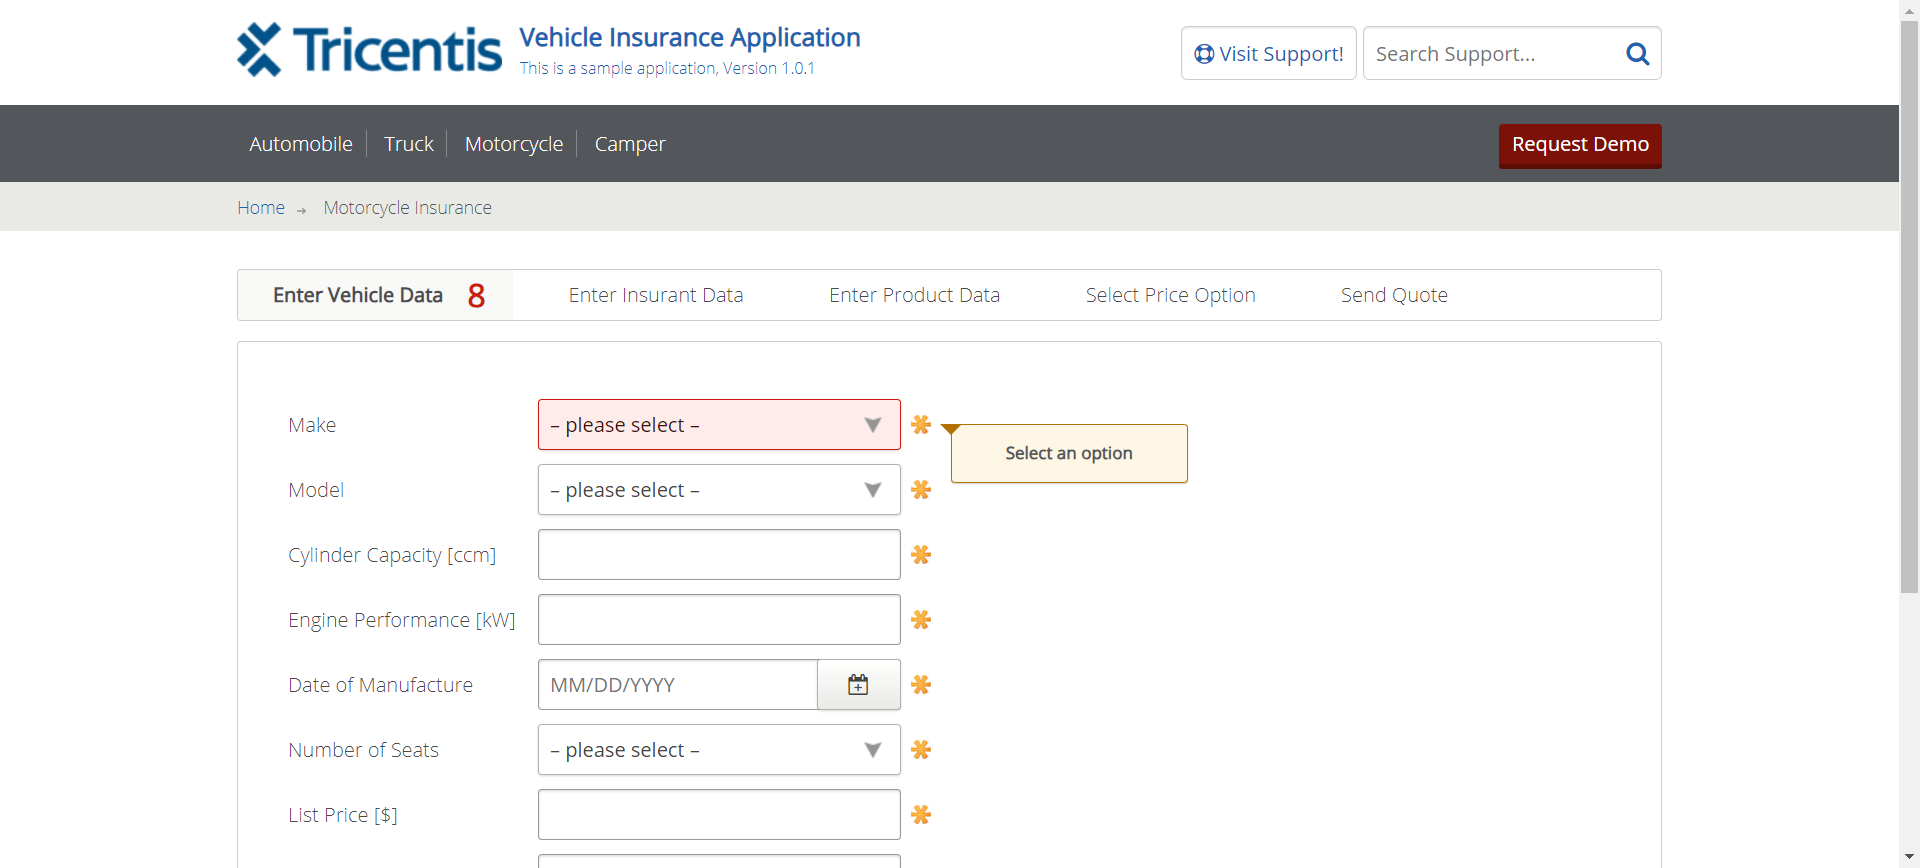 Tricentis
Vehicle Insurance Application
This is a sample application, Version 1.0.1
Visit Support!
Search Support...
Automobile
Truck
Motorcycle
Camper
Request Demo
Home → Motorcycle Insurance
Enter Vehicle Data 8
Enter Insurant Data
Enter Product Data
Select Price Option
Send Quote
Make
– please select –
Select an option
Model
– please select –
Cylinder Capacity [ccm]
Engine Performance [kW]
Date of Manufacture
MM/DD/YYYY
Number of Seats
– please select –
List Price [$]